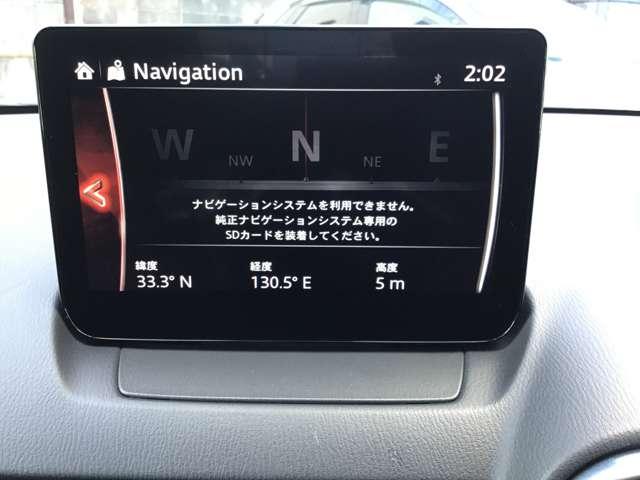 Navigation
2:02
W NW N NE E
ナビゲーションシステムを利用できません。
純正ナビゲーションシステム専用の
SDカードを装着してください。
緯度 経度 高度
33.3° N 130.5° E 5 m